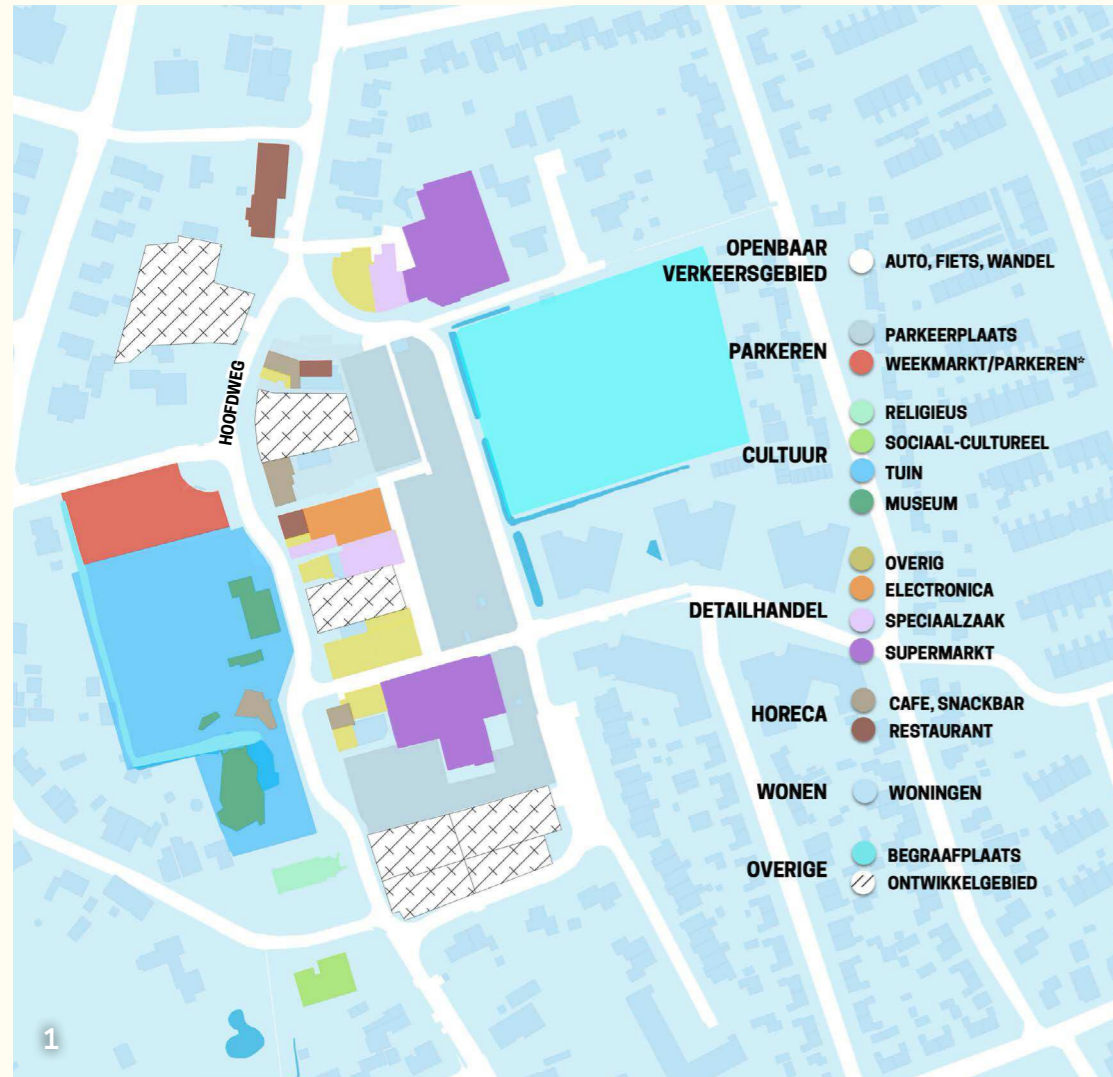 OPENBAAR
VERKEERSGEBIED
AUTO, FIETS, WANDEL
PARKEREN
PARKEERPLAATS
WEEKMARKT/PARKEREN*
CULTUUR
RELIGIEUS
SOCIAAL-CULTUREEL
TUIN
MUSEUM
DETAILHANDEL
OVERIG
ELECTRONICA
SPECIAALZAAK
SUPERMARKT
HORECA
CAFE, SNACKBAR
RESTAURANT
WONEN
WONINGEN
OVERIGE
BEGRAAFPLAATS
ONTWIKKELGEBIED
HOOFDWEG
1